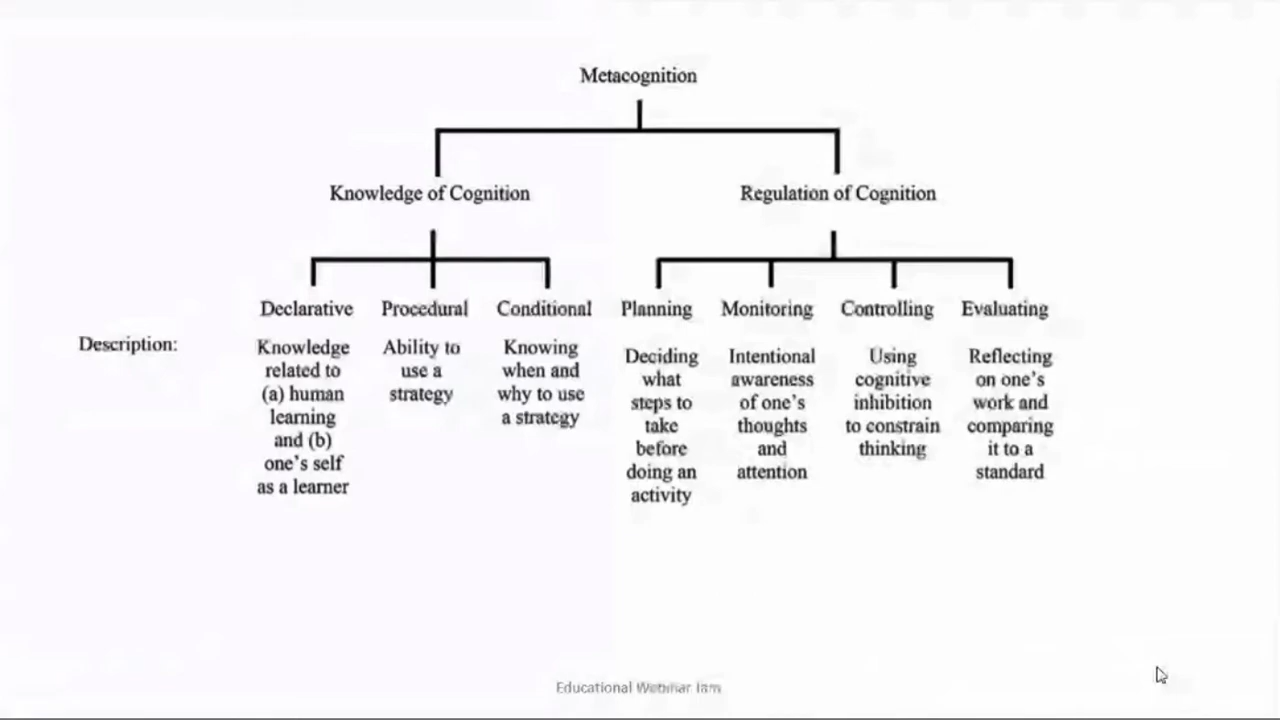 Metacognition
Knowledge of Cognition
Regulation of Cognition
Declarative
Procedural
Conditional
Planning
Monitoring
Controlling
Evaluating
Description:
Knowledge
related to
(a) human
learning
and (b)
one's self
as a learner
Ability to
use a
strategy
Knowing
when and
why to use
a strategy
Deciding
what
steps to
take
before
doing an
activity
Intentional
awareness
of one's
thoughts
and
attention
Using
cognitive
inhibition
to constrain
thinking
Reflecting
on one's
work and
comparing
it to a
standard
Educational Webinar